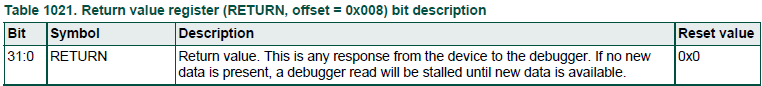 Table 1021. Return value register (RETURN, offset = 0x008) bit description
Bit Symbol Description Reset value
31:0 RETURN Return value. This is any response from the device to the debugger. If no new 0x0
data is present, a debugger read will be stalled until new data is available.